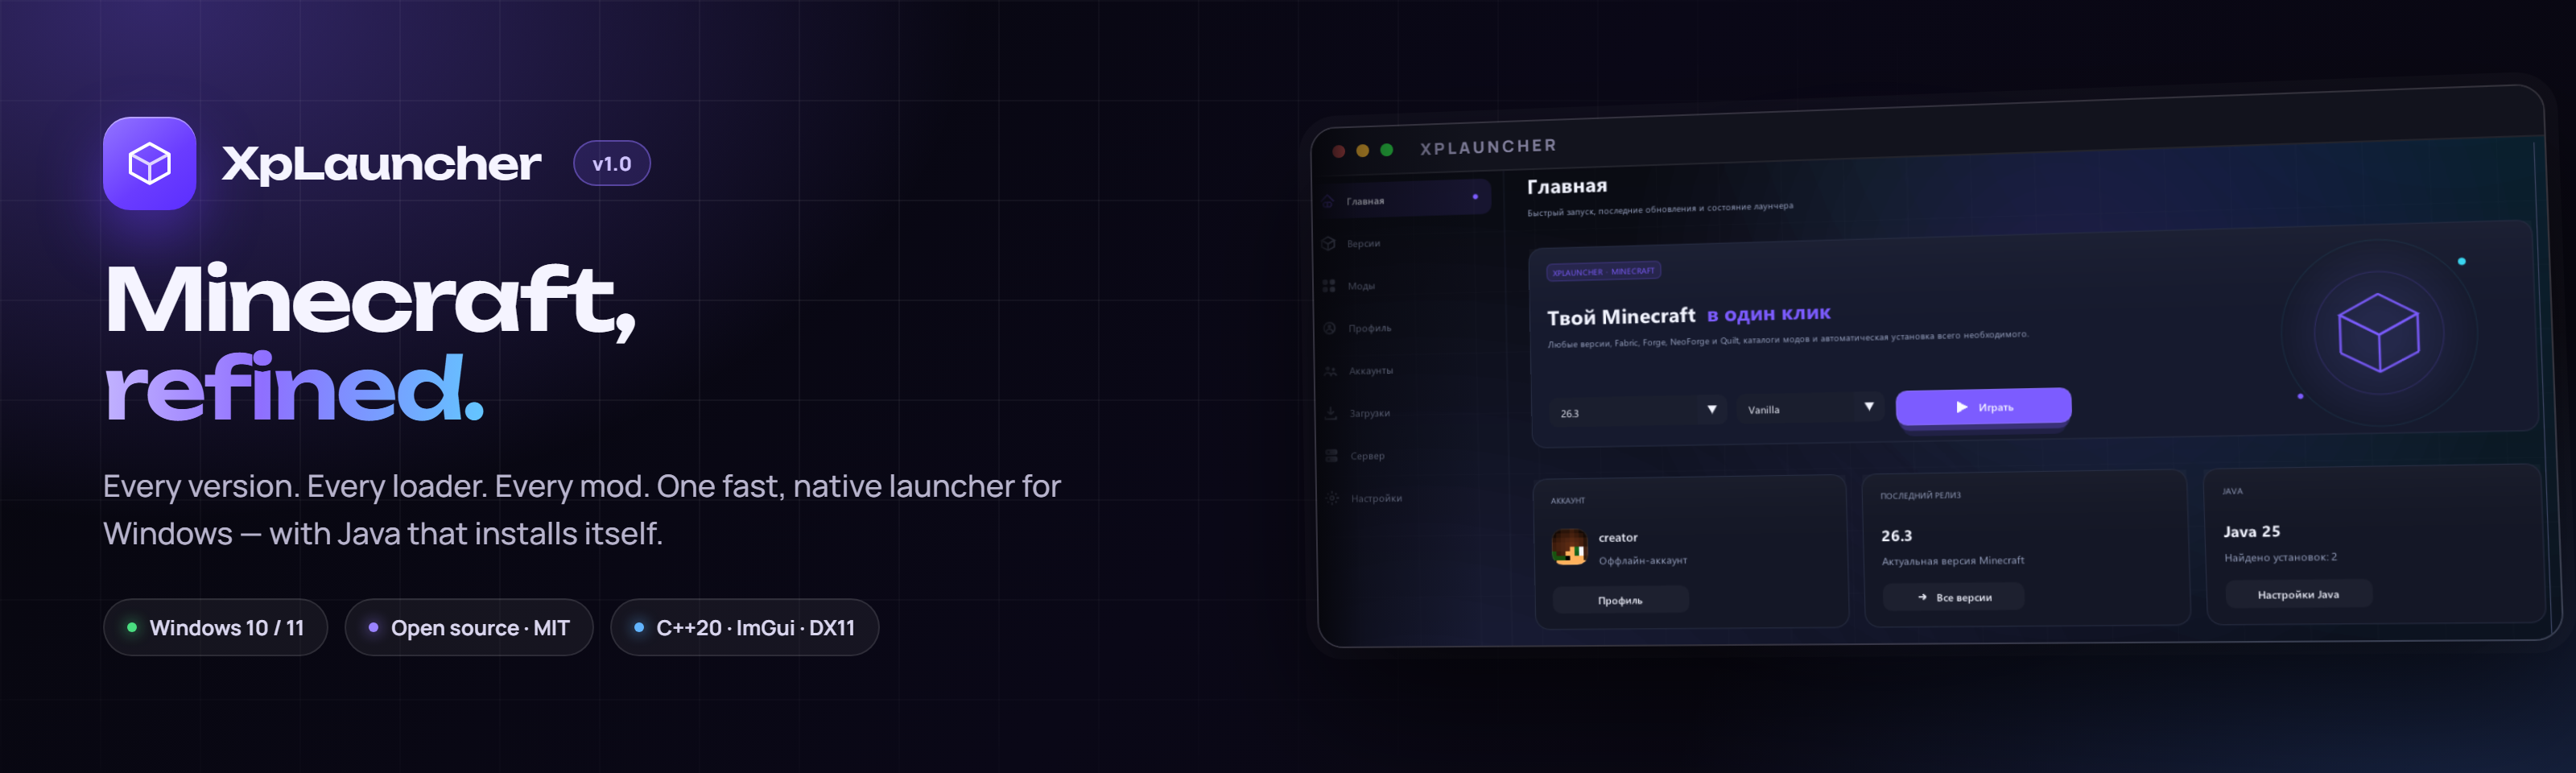 XpLauncher
v1.0
Minecraft,
refined.
Every version. Every loader. Every mod. One fast, native launcher for
Windows — with Java that installs itself.
Windows 10 / 11
Open source · MIT
C++20 · ImGui · DX11
XPLAUNCHER
Главная
Версии
Моды
Профиль
Аккаунты
Загрузки
Сервер
Настройки
Главная
Быстрый запуск, последние обновления и состояние лаунчера
XPLAUNCHER · MINECRAFT
Твой Minecraft в один клик
Любые версии, Fabric, Forge, NeoForge и Quilt, каталоги модов и автоматическая установка всего необходимого.
26.3
Vanilla
Играть
АККАУНТ
creator
Оффлайн-аккаунт
Профиль
ПОСЛЕДНИЙ РЕЛИЗ
26.3
Актуальная версия Minecraft
Все версии
JAVA
Java 25
Найдено установок: 2
Настройки Java